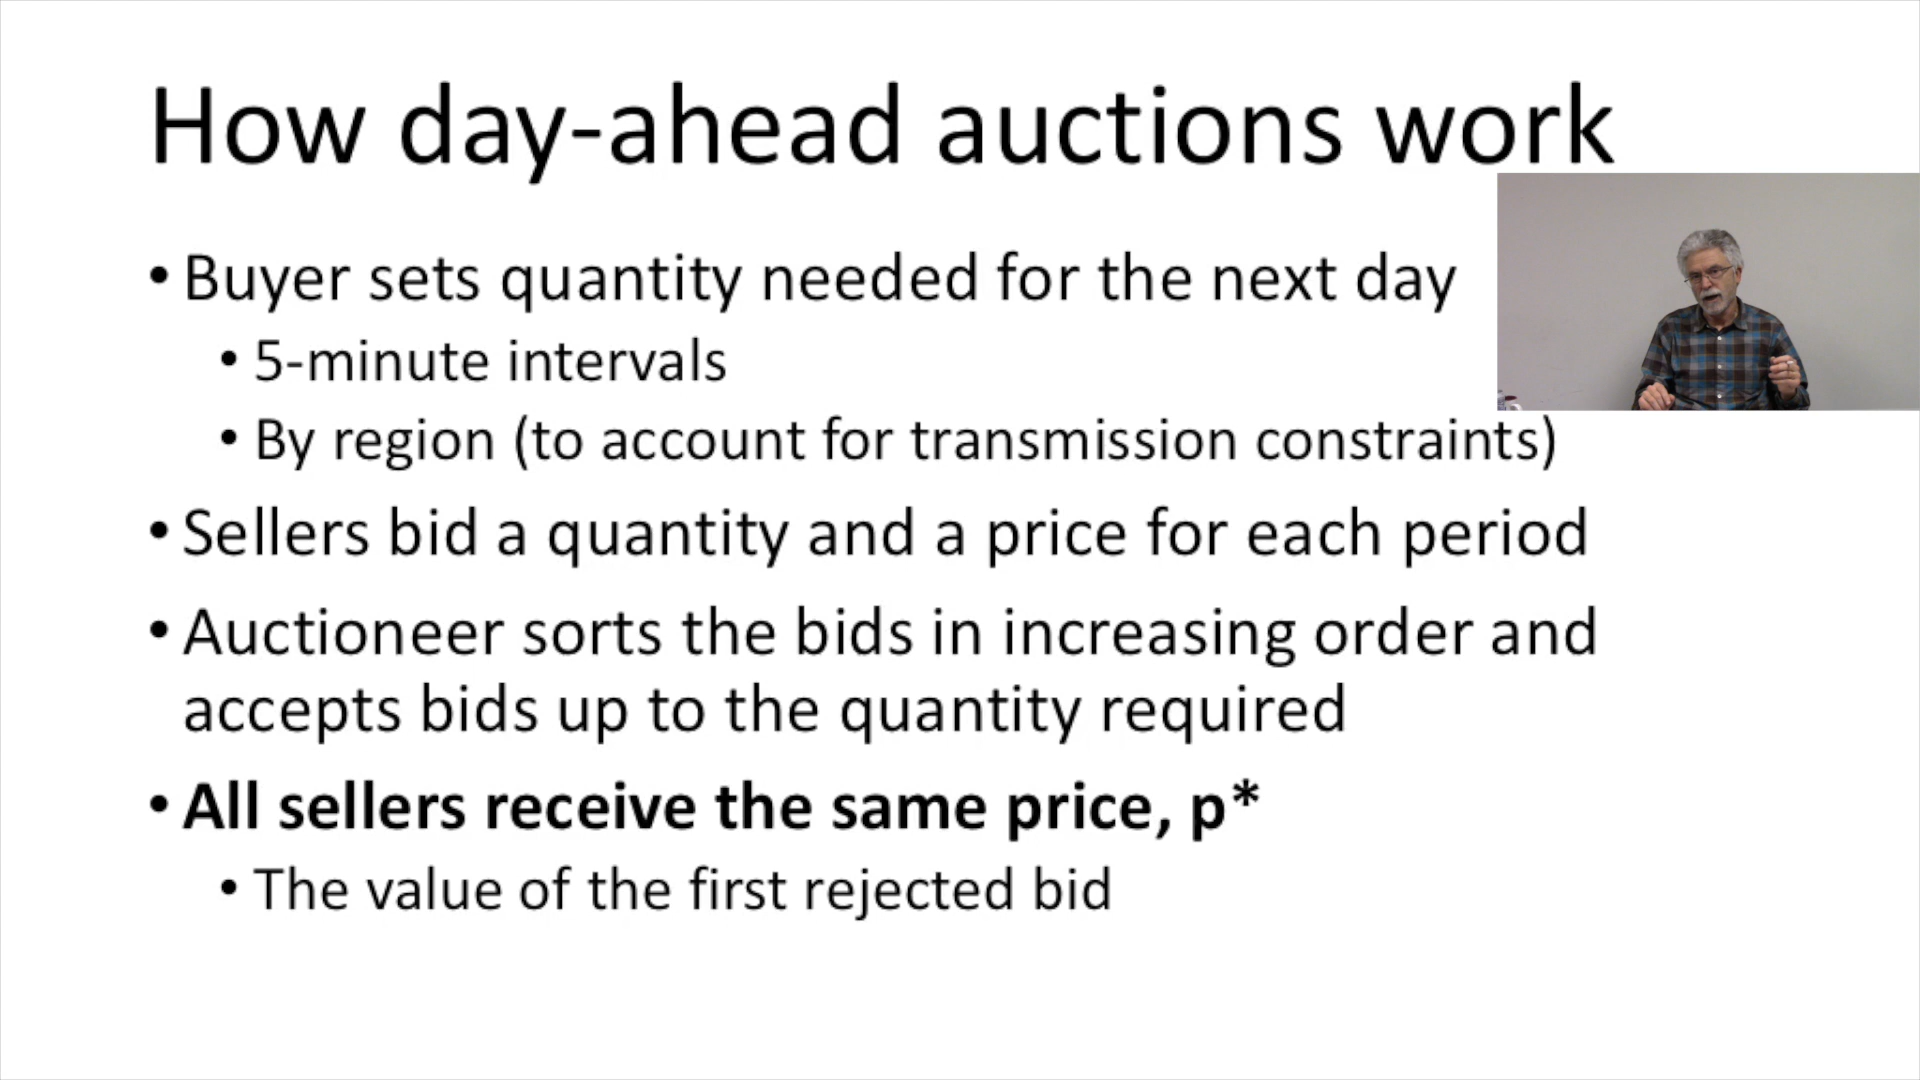 How day-ahead auctions work
• Buyer sets quantity needed for the next day
• 5-minute intervals
• By region (to account for transmission constraints)
• Sellers bid a quantity and a price for each period
• Auctioneer sorts the bids in increasing order and
accepts bids up to the quantity required
• All sellers receive the same price, p*
• The value of the first rejected bid